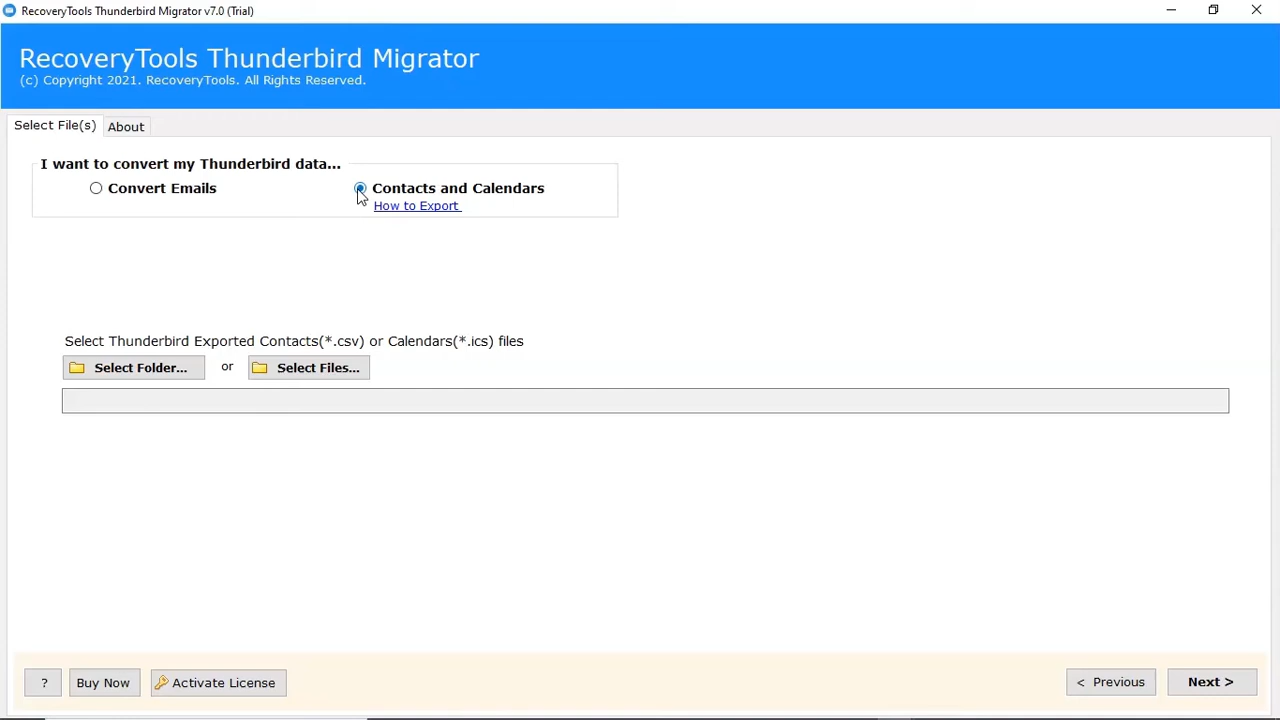 RecoveryTools Thunderbird Migrator v7.0 (Trial)
RecoveryTools Thunderbird Migrator
(c) Copyright 2021. RecoveryTools. All Rights Reserved.
Select File(s) About
I want to convert my Thunderbird data...
Convert Emails Contacts and Calendars
How to Export
Select Thunderbird Exported Contacts(*.csv) or Calendars(*.ics) files
Select Folder... or Select Files...
? Buy Now Activate License < Previous Next >